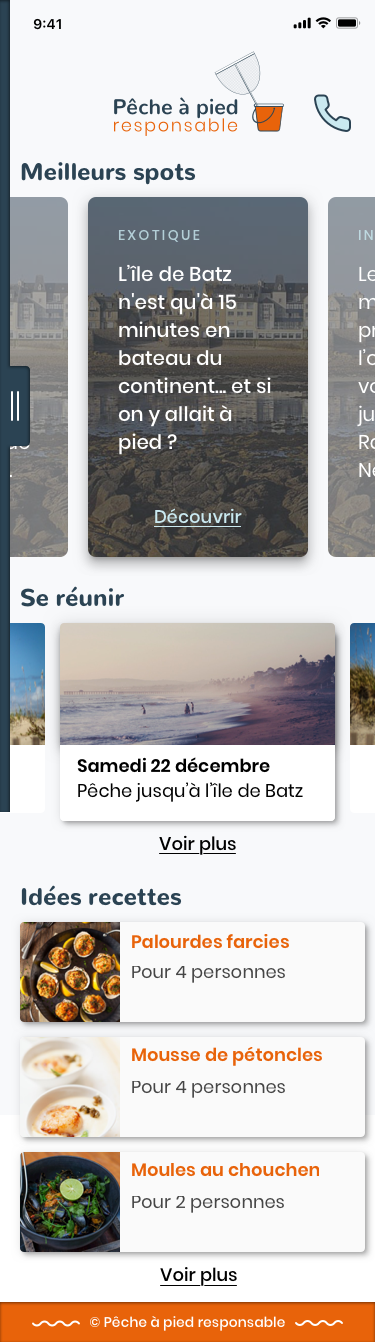 9:41
Pêche à pied
responsable
Meilleurs spots
EXOTIQUE
L'île de Batz
n'est qu'à 15
minutes en
bateau du
continent... et si
on y allait à
pied ?
Découvrir
Se réunir
Samedi 22 décembre
Pêche jusqu'à l'île de Batz
Voir plus
Idées recettes
Palourdes farcies
Pour 4 personnes
Mousse de pétoncles
Pour 4 personnes
Moules au chouchen
Pour 2 personnes
Voir plus
© Pêche à pied responsable